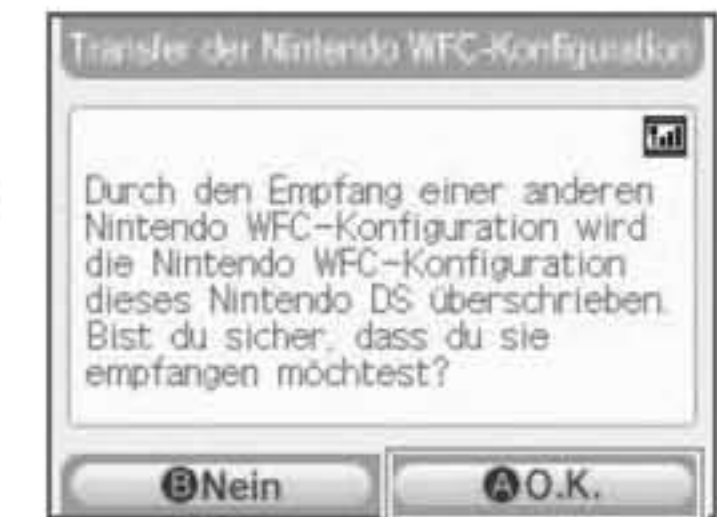 Transfer der Nintendo WFC-Konfiguration
Durch den Empfang einer anderen
Nintendo WFC-Konfiguration wird
die Nintendo WFC-Konfiguration
dieses Nintendo DS überschrieben.
Bist du sicher, dass du sie
empfangen möchtest?
B Nein
A O.K.